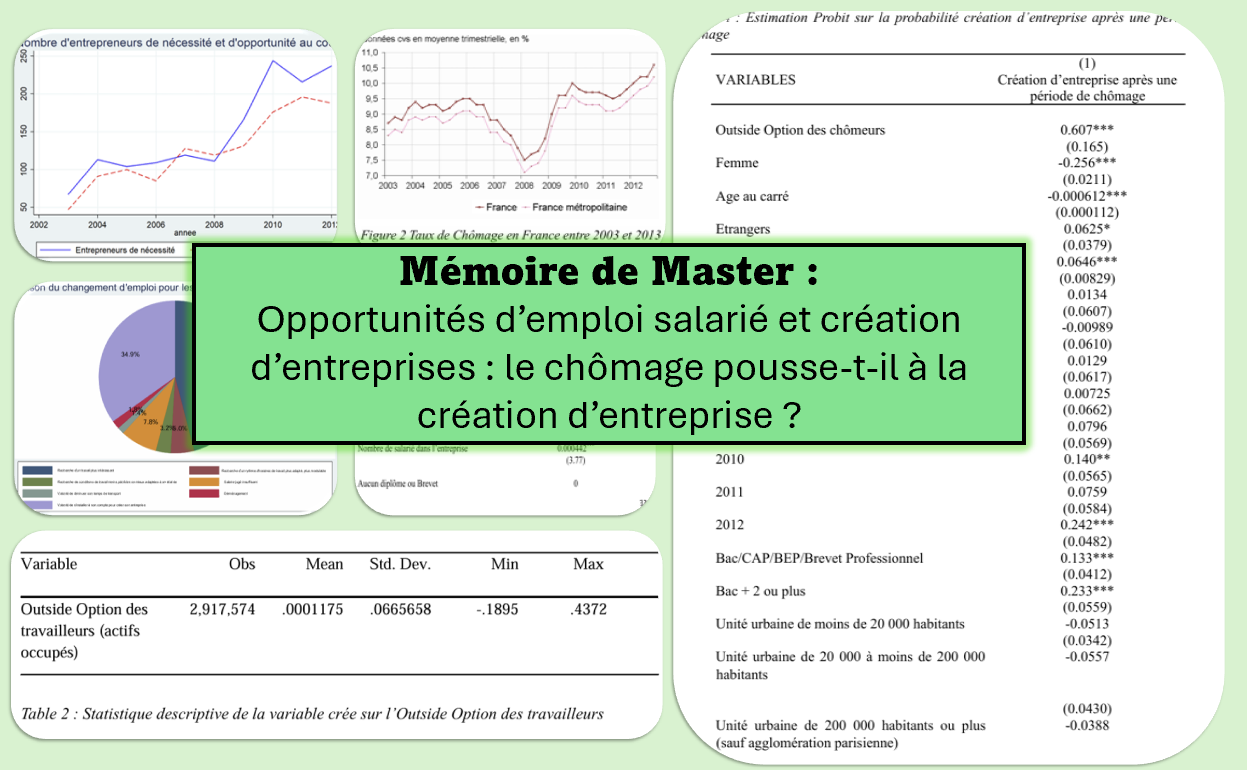 Nombre d'entrepreneurs de nécessité et d'opportunité au co
250
200
150
100
50
2002 2004 2006 2008 2010 201
annee
Entrepreneurs de nécessité
données cvs en moyenne trimestrielle, en %
11,0
10,5
10,0
9,5
9,0
8,5
8,0
7,5
7,0
2003 2004 2005 2006 2007 2008 2009 2010 2011 2012
France France métropolitaine
Figure 2 Taux de Chômage en France entre 2003 et 2013
: Estimation Probit sur la probabilité création d'entreprise après une pér
mage
(1)
VARIABLES Création d'entreprise après une
période de chômage
Outside Option des chômeurs 0.607***
(0.165)
Femme -0.256***
(0.0211)
Age au carré -0.000612***
(0.000112)
Etrangers 0.0625*
(0.0379)
0.0646***
(0.00829)
0.0134
(0.0607)
-0.00989
(0.0610)
0.0129
(0.0617)
0.00725
(0.0662)
0.0796
(0.0569)
2010 0.140**
(0.0565)
2011 0.0759
(0.0584)
2012 0.242***
(0.0482)
Bac/CAP/BEP/Brevet Professionnel 0.133***
(0.0412)
Bac + 2 ou plus 0.233***
(0.0559)
Unité urbaine de moins de 20 000 habitants -0.0513
(0.0342)
Unité urbaine de 20 000 à moins de 200 000 -0.0557
habitants
(0.0430)
Unité urbaine de 200 000 habitants ou plus -0.0388
(sauf agglomération parisienne)
Mémoire de Master :
Opportunités d'emploi salarié et création
d'entreprises : le chômage pousse-t-il à la
création d'entreprise ?
son du changement d'emploi pour les
34.9%
7.8%
3.2%
Salaire jugé insuffisant
Déménagement
Nombre de salarié dans l'entreprise 0.000442
(3.77)
Aucun diplôme ou Brevet 0
Variable Obs Mean Std. Dev. Min Max
Outside Option des 2,917,574 .0001175 .0665658 -.1895 .4372
travailleurs (actifs
occupés)
Table 2 : Statistique descriptive de la variable crée sur l'Outside Option des travailleurs